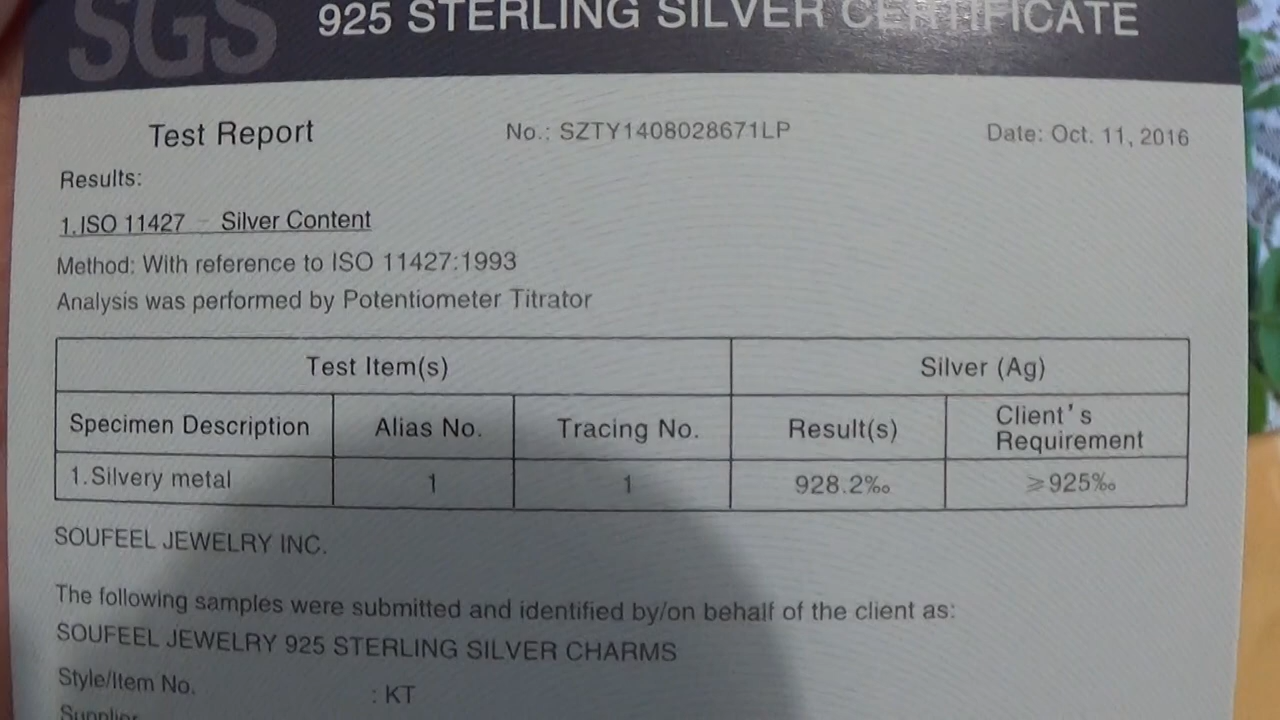 SGS 925 STERLING SILVER CERTIFICATE
Test Report No.: SZTY1408028671LP Date: Oct. 11, 2016
Results:
1.ISO 11427 – Silver Content
Method: With reference to ISO 11427:1993
Analysis was performed by Potentiometer Titrator
Test Item(s) Silver (Ag)
Specimen Description Alias No. Tracing No. Result(s) Client's Requirement
1.Silvery metal 1 1 928.2‰ ⩾925‰
SOUFEEL JEWELRY INC.
The following samples were submitted and identified by/on behalf of the client as:
SOUFEEL JEWELRY 925 STERLING SILVER CHARMS
Style/Item No. : KT